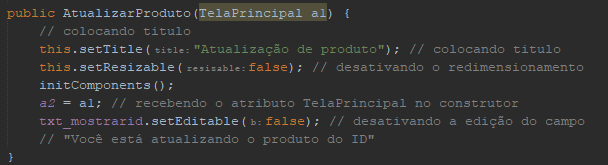 public AtualizarProduto(TelaPrincipal a1) {
// colocando titulo
this.setTitle( title: "Atualização de produto"); // colocando titulo
this.setResizable( resizable: false); // desativando o redimensionamento
initComponents();
a2 = a1; // recebendo o atributo TelaPrincipal no construtor
txt_mostrarid.setEditable( b: false); // desativando a edição do campo
// "Você está atualizando o produto do ID"
}